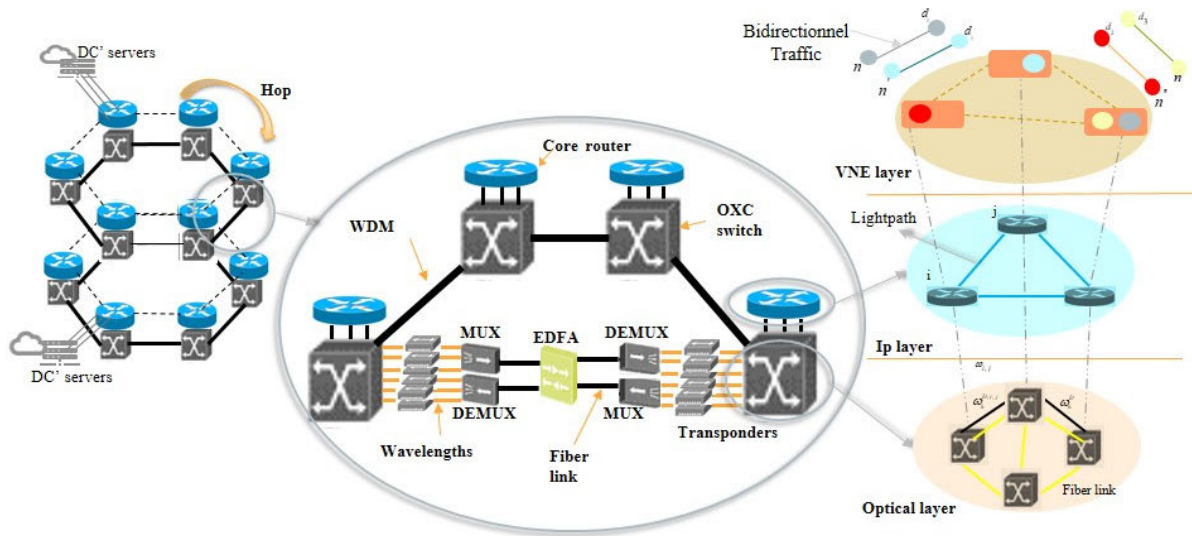 DC' servers
Hop
DC' servers
Core router
WDM
OXC
switch
MUX
EDFA
DEMUX
DEMUX
MUX
Wavelengths
Fiber
link
Transponders
Bidirectionnel
Traffic
n
n
n
n
VNE layer
Lightpath
j
i
Ip layer
Fiber link
Optical layer